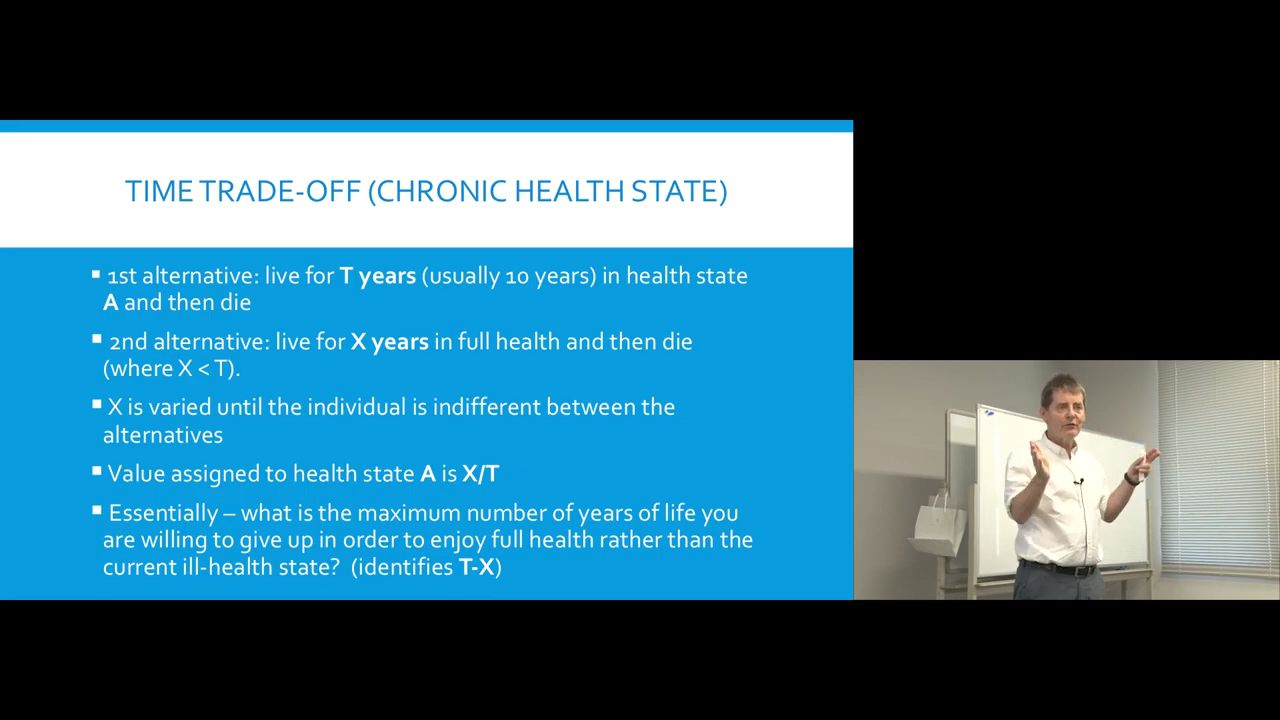 TIME TRADE-OFF (CHRONIC HEALTH STATE)
▪ 1st alternative: live for T years (usually 10 years) in health state
A and then die
▪ 2nd alternative: live for X years in full health and then die
(where X < T).
▪ X is varied until the individual is indifferent between the
alternatives
▪ Value assigned to health state A is X/T
▪ Essentially – what is the maximum number of years of life you
are willing to give up in order to enjoy full health rather than the
current ill-health state? (identifies T-X)